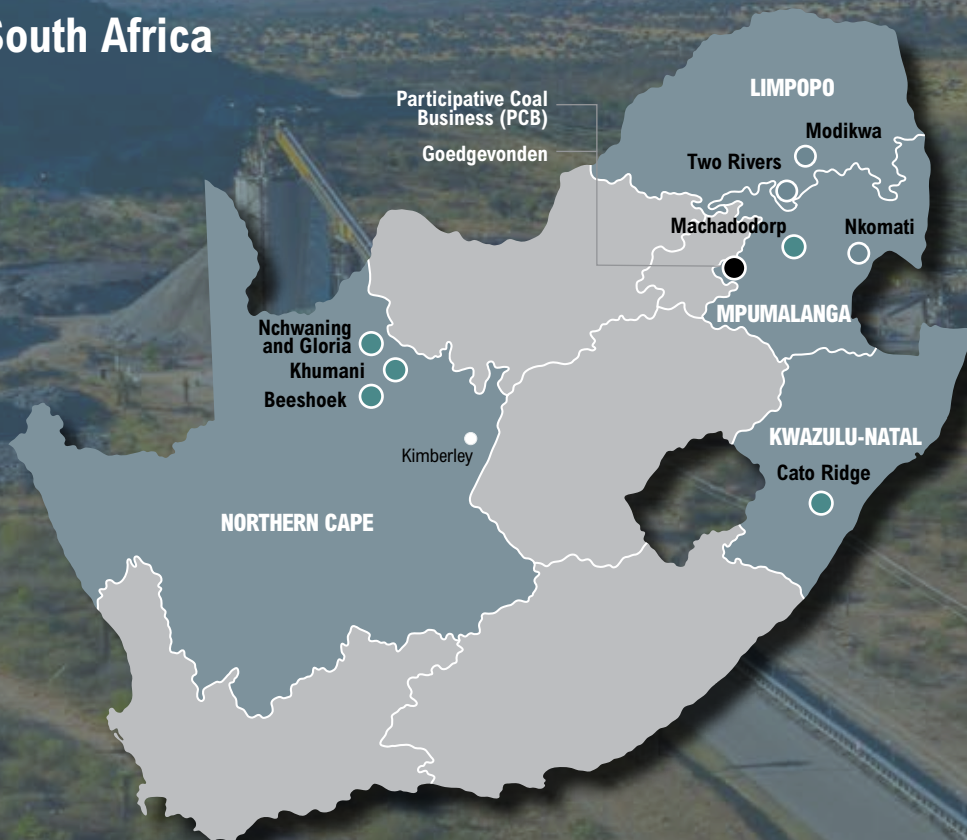 South Africa
Participative Coal
Business (PCB)
Goedgevonden
LIMPOPO
Modikwa
Two Rivers
Machadodorp
Nkomati
MPUMALANGA
Nchwaning
and Gloria
Khumani
Beeshoek
Kimberley
KWAZULU-NATAL
Cato Ridge
NORTHERN CAPE